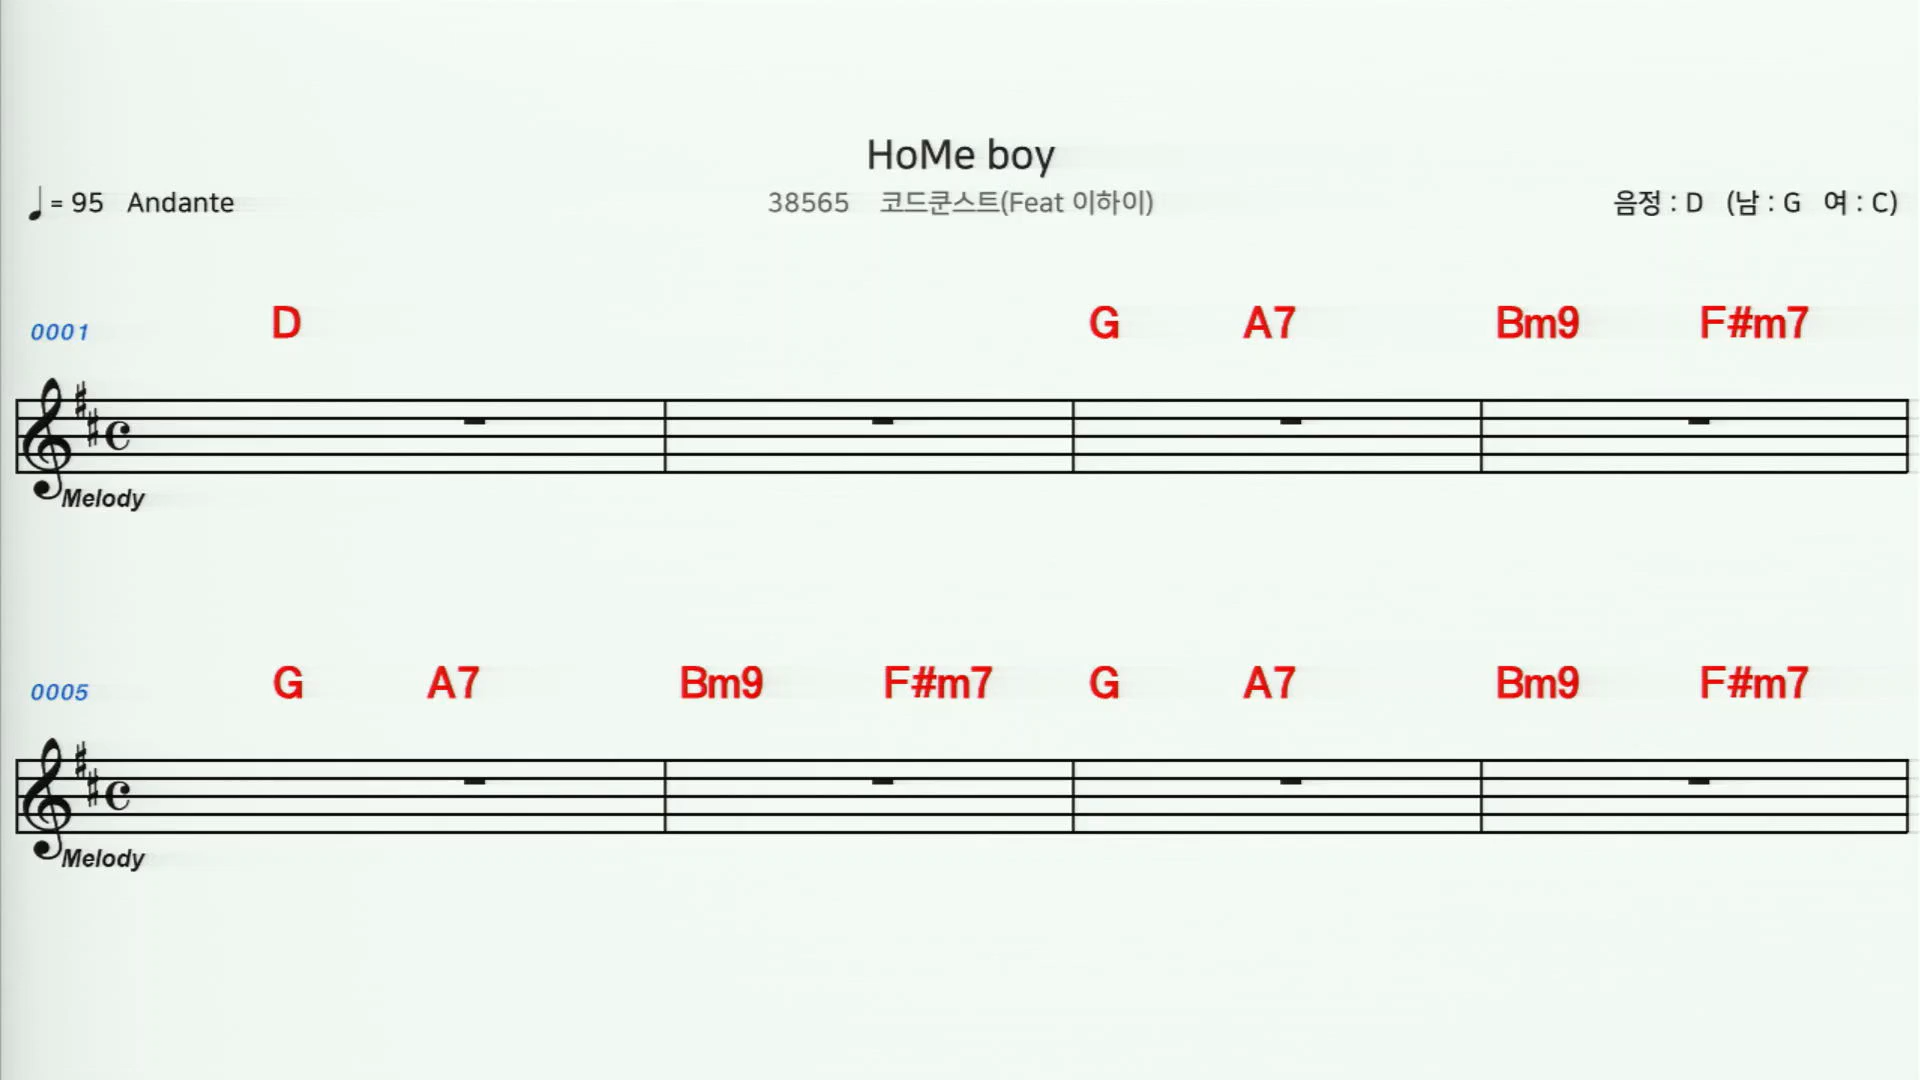 HoMe boy
= 95 Andante 38565 코드쿤스트(Feat 이하이) 음정 : D (남 : G 여 : C)
0001 D G A7 Bm9 F#m7
Melody
0005 G A7 Bm9 F#m7 G A7 Bm9 F#m7
Melody